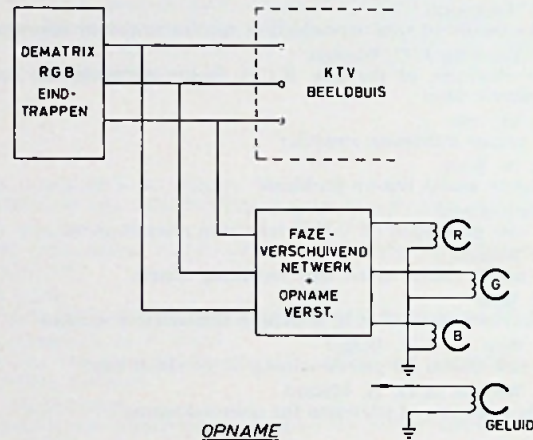 DEMATRIX
RGB
EIND-
TRAPPEN
KTV
BEELDBUIS
FAZE-
VERSCHUIVEND
NETWERK
+
OPNAME
VERST.
R
G
B
GELUID
OPNAME